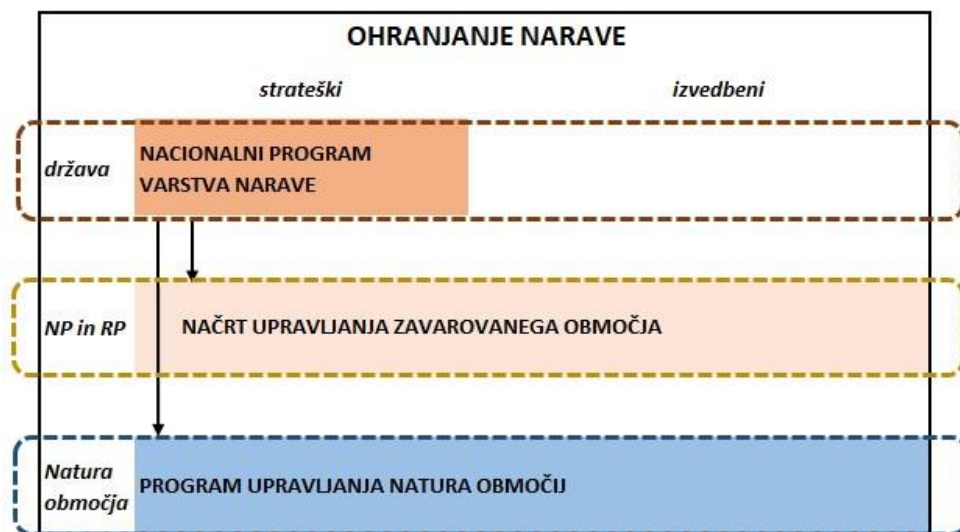 OHRANJANJE NARAVE
strateški
izvedbeni
država
NACIONALNI PROGRAM
VARSTVA NARAVE
NP in RP
NAČRT UPRAVLJANJA ZAVAROVANEGA OBMOČJA
Natura
območja
PROGRAM UPRAVLJANJA NATURA OBMOČIJ